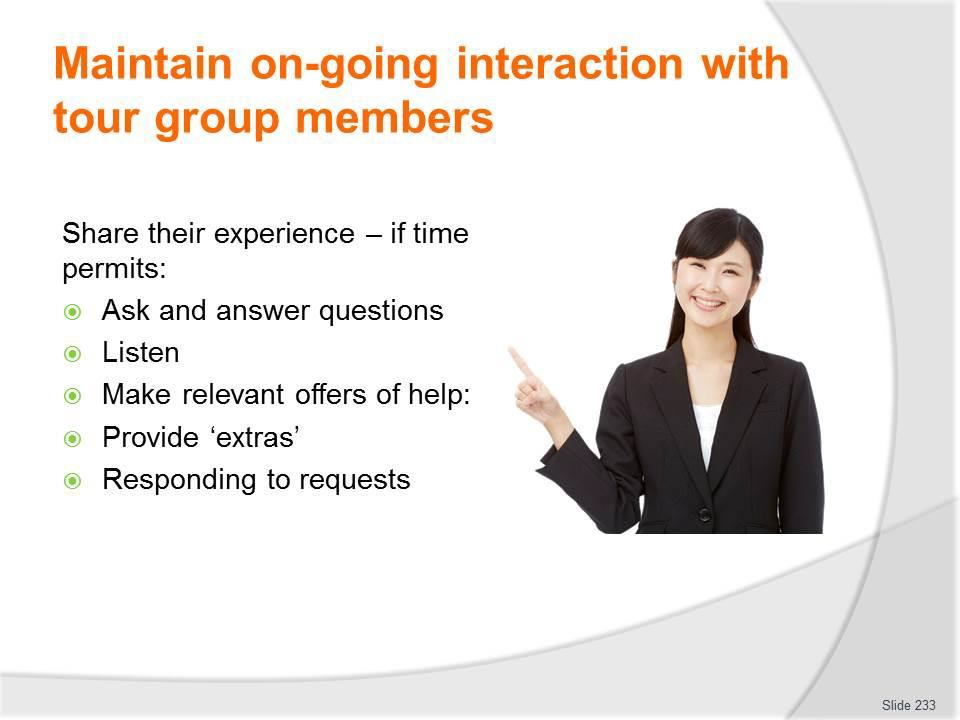 Maintain on-going interaction with
tour group members
Share their experience – if time
permits:
Ask and answer questions
Listen
Make relevant offers of help:
Provide ‘extras’
Responding to requests
Slide 233